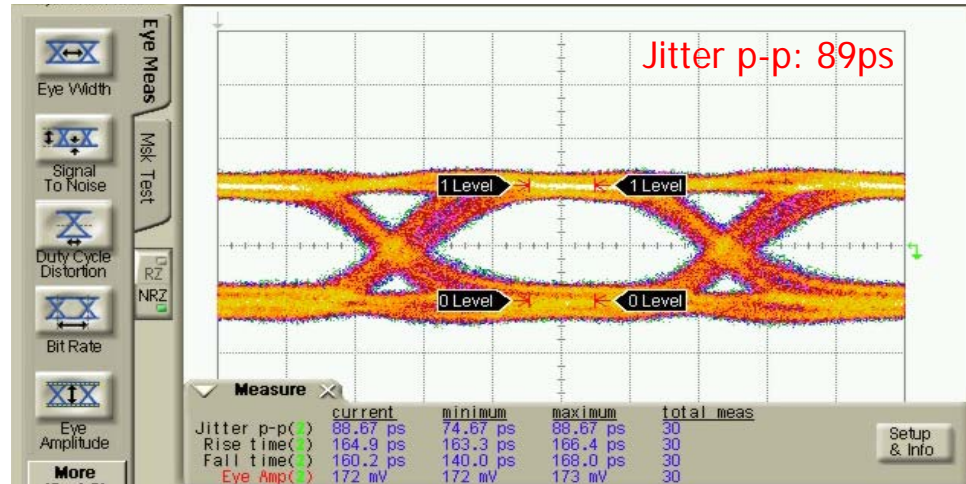 Jitter p-p: 89ps
Eye Meas
Msk Test
Eye Width
Signal
To Noise
Duty Cycle
Distortion
RZ
NRZ
Bit Rate
Eye
Amplitude
More
1 Level
1 Level
0 Level
0 Level
Measure
current minimum maximum total meas
Jitter p-p(2) 88.67 ps 74.67 ps 88.67 ps 30
Rise time(2) 164.9 ps 163.3 ps 166.4 ps 30
Fall time(2) 160.2 ps 140.0 ps 168.0 ps 30
Eye Amp(2) 172 mV 172 mV 173 mV 30
Setup
& Info